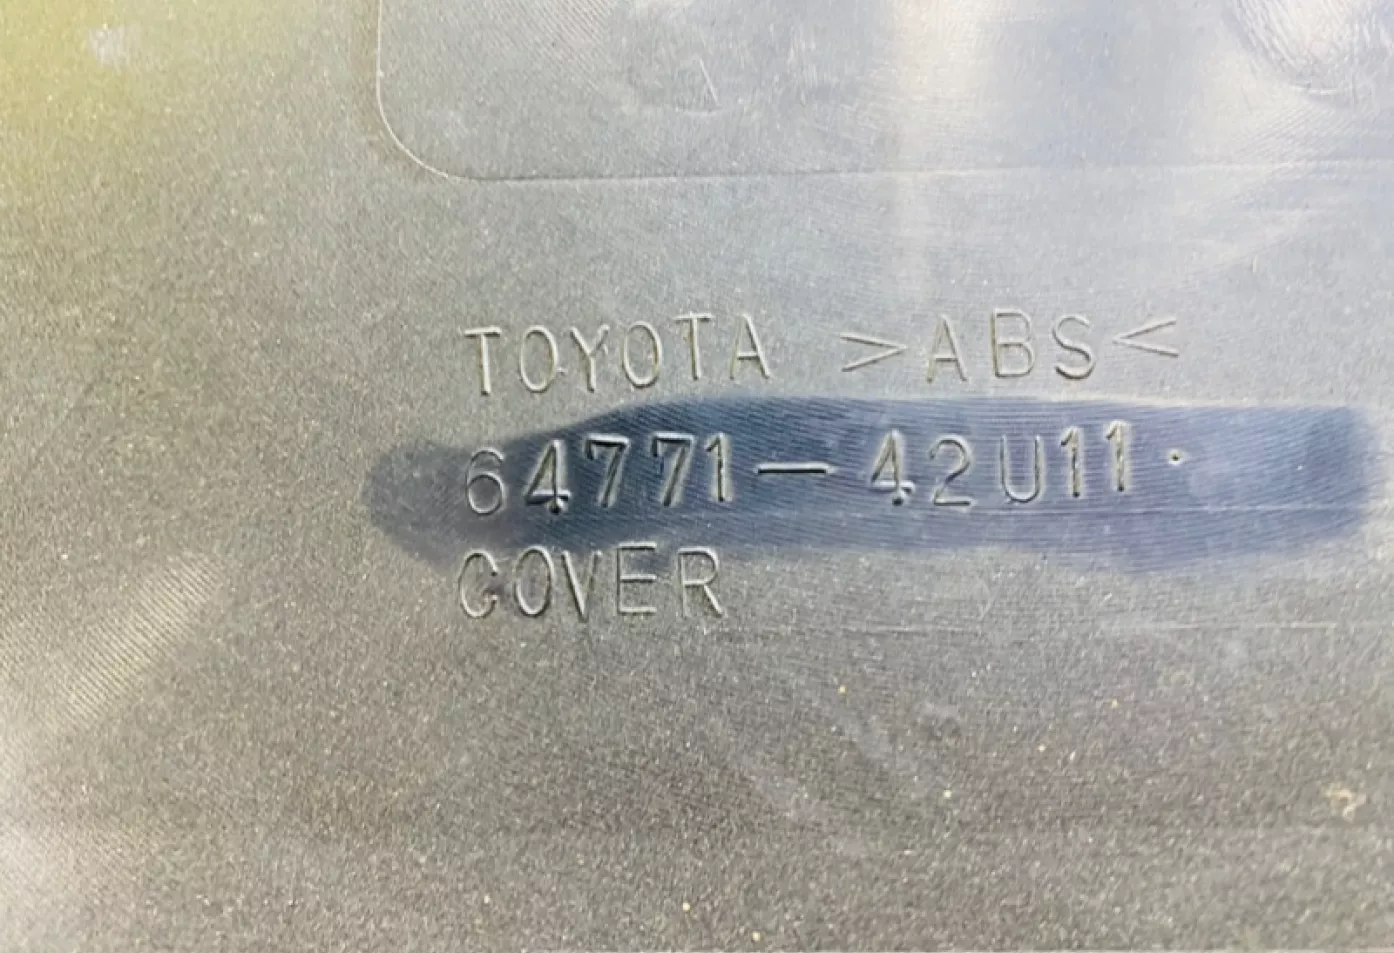 TOYOTA >ABS<
64771-42U11.
COVER